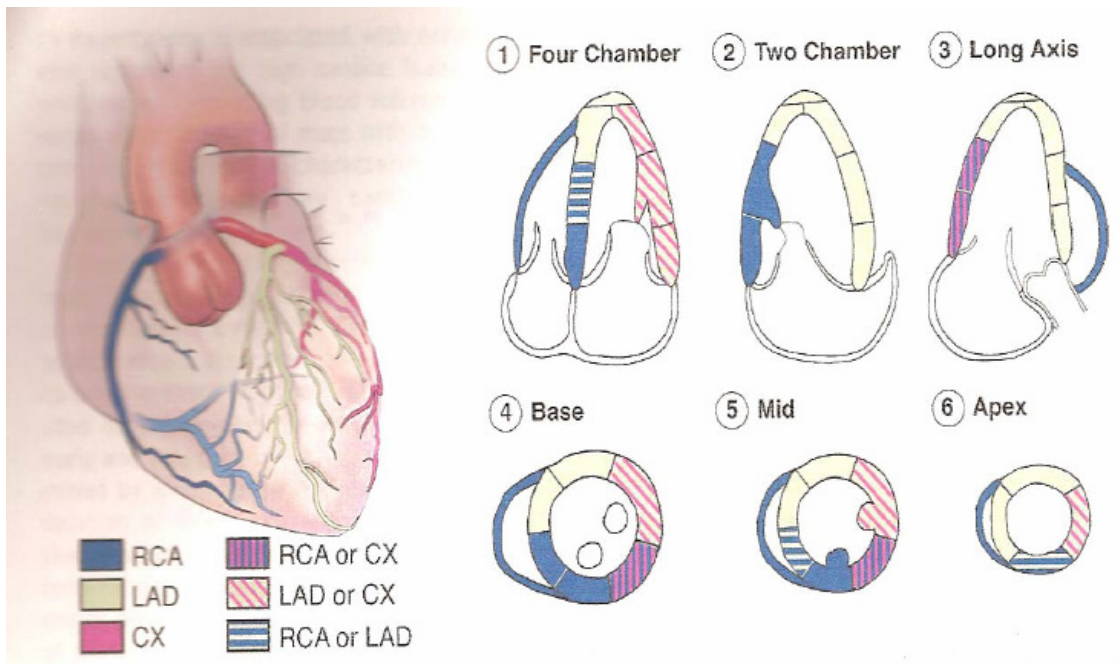 1 Four Chamber
2 Two Chamber
3 Long Axis
4 Base
5 Mid
6 Apex
RCA
LAD
CX
RCA or CX
LAD or CX
RCA or LAD